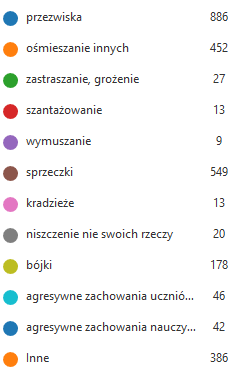 przezwiska 886
ośmieszanie innych 452
zastraszanie, grożenie 27
szantażowanie 13
wymuszanie 9
sprzeczki 549
kradzieże 13
niszczenie nie swoich rzeczy 20
bójki 178
agresywne zachowania ucznió... 46
agresywne zachowania nauczy... 42
Inne 386